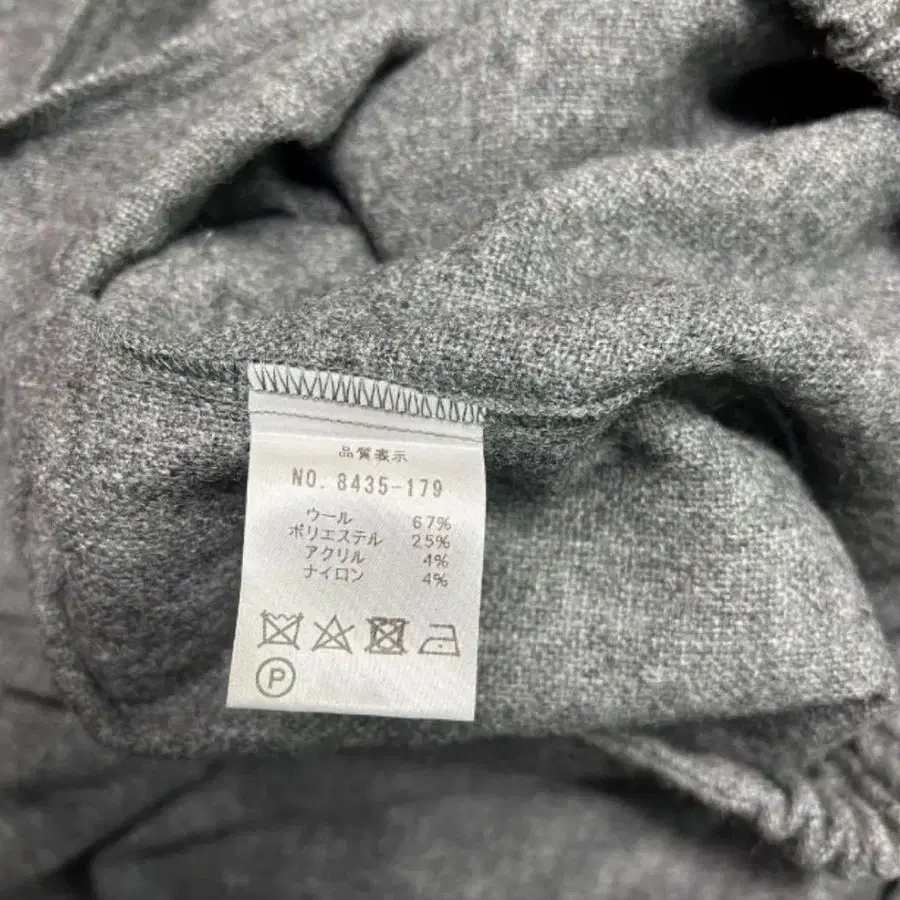 品質表示
NO. 8435-179
ウール 67%
ポリエステル 25%
アクリル 4%
ナイロン 4%
P